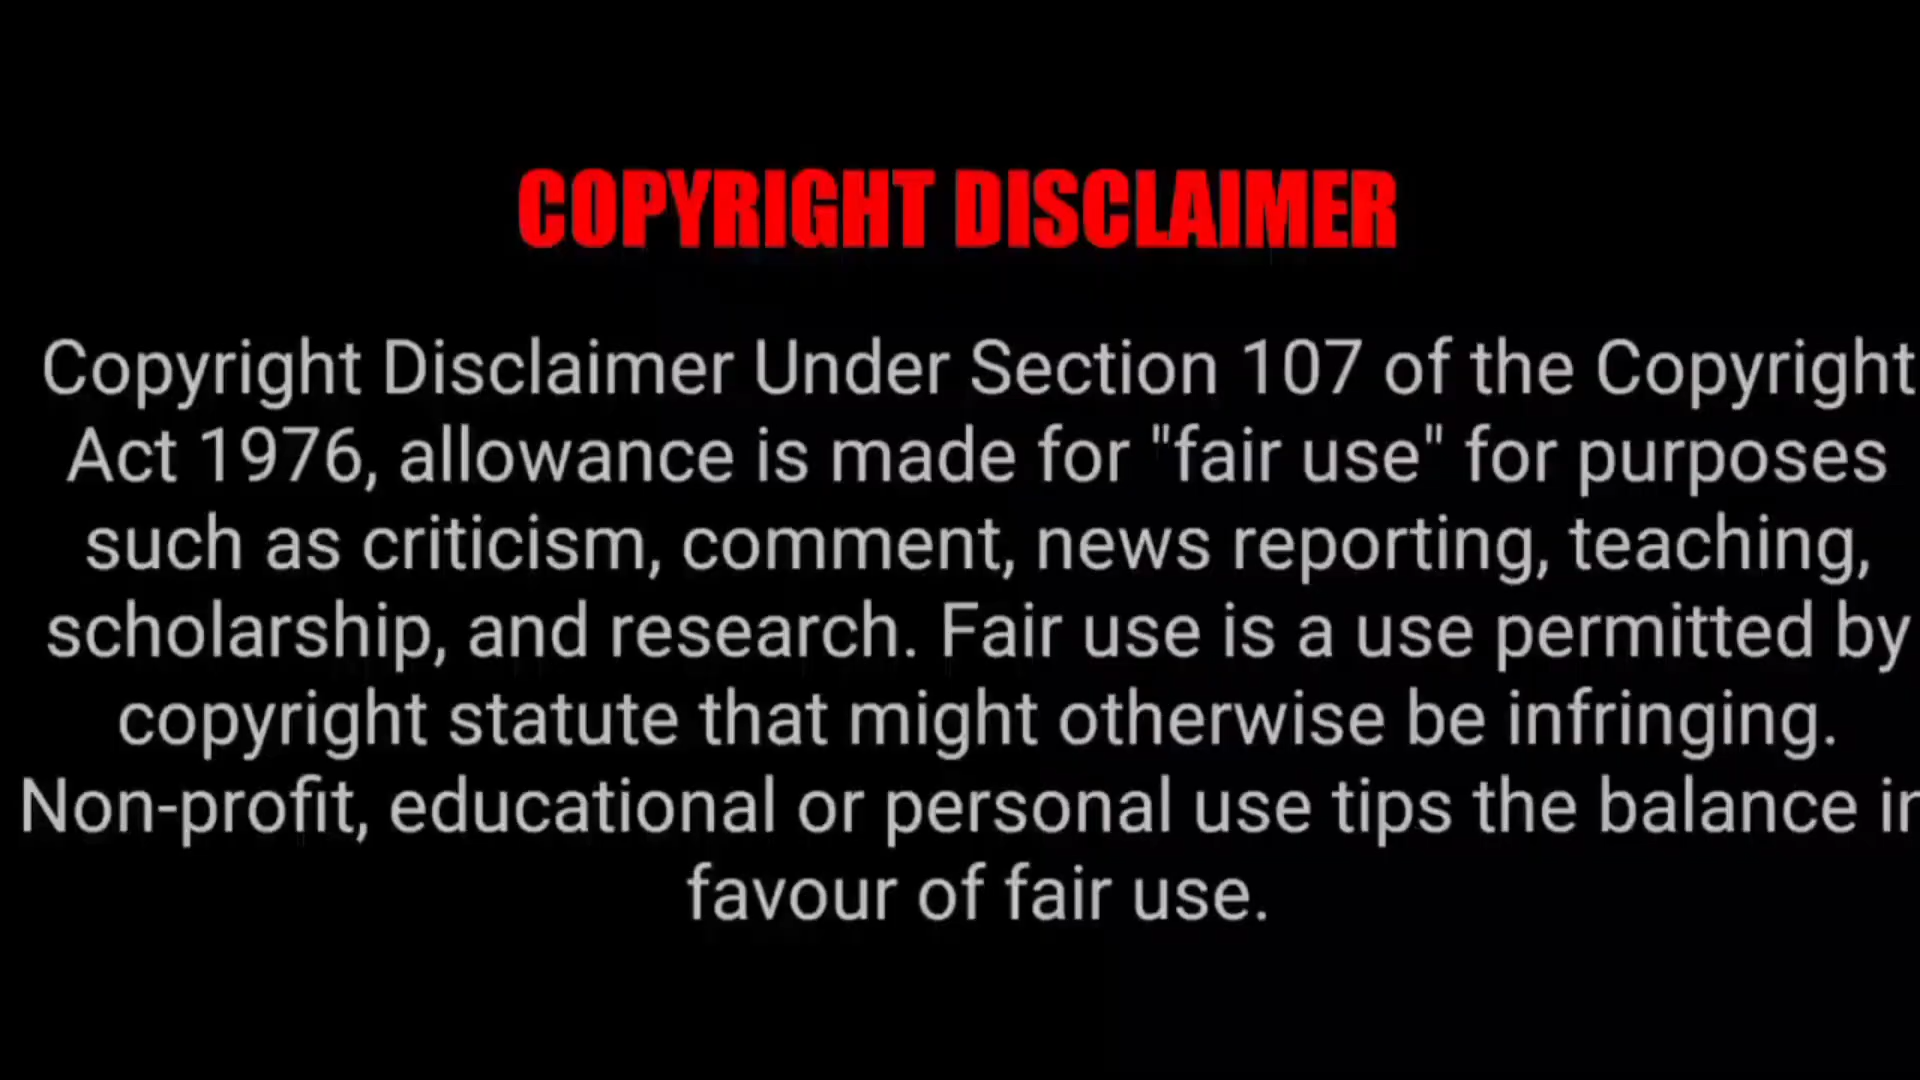 COPYRIGHT DISCLAIMER
Copyright Disclaimer Under Section 107 of the Copyright
Act 1976, allowance is made for "fair use" for purposes
such as criticism, comment, news reporting, teaching,
scholarship, and research. Fair use is a use permitted by
copyright statute that might otherwise be infringing.
Non-profit, educational or personal use tips the balance in
favour of fair use.